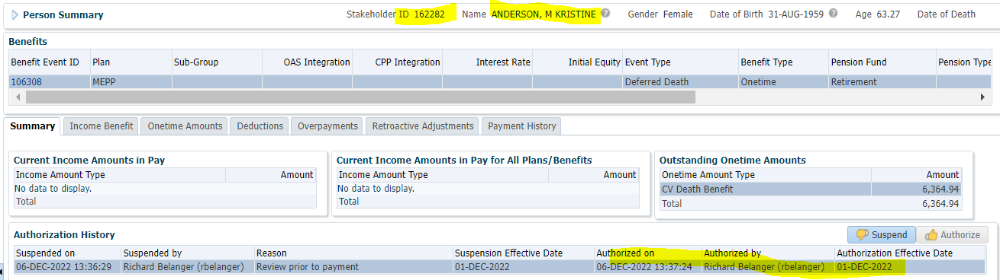 Person Summary Stakeholder ID 162282 Name ANDERSON, M KRISTINE Gender Female Date of Birth 31-AUG-1959 Age 63.27 Date of Death
Benefits
Benefit Event ID Plan Sub-Group OAS Integration CPP Integration Interest Rate Initial Equity Event Type Benefit Type Pension Fund Pension Type
106308 MEPP Deferred Death Onetime Retirement
Summary Income Benefit Onetime Amounts Deductions Overpayments Retroactive Adjustments Payment History
Current Income Amounts in Pay Current Income Amounts in Pay for All Plans/Benefits Outstanding Onetime Amounts
Income Amount Type Amount Income Amount Type Amount Onetime Amount Type Amount
No data to display. No data to display. CV Death Benefit 6,364.94
Total Total Total 6,364.94
Authorization History Suspend Authorize
Suspended on Suspended by Reason Suspension Effective Date Authorized on Authorized by Authorization Effective Date
06-DEC-2022 13:36:29 Richard Belanger (rbelanger) Review prior to payment 01-DEC-2022 06-DEC-2022 13:37:24 Richard Belanger (rbelanger) 01-DEC-2022